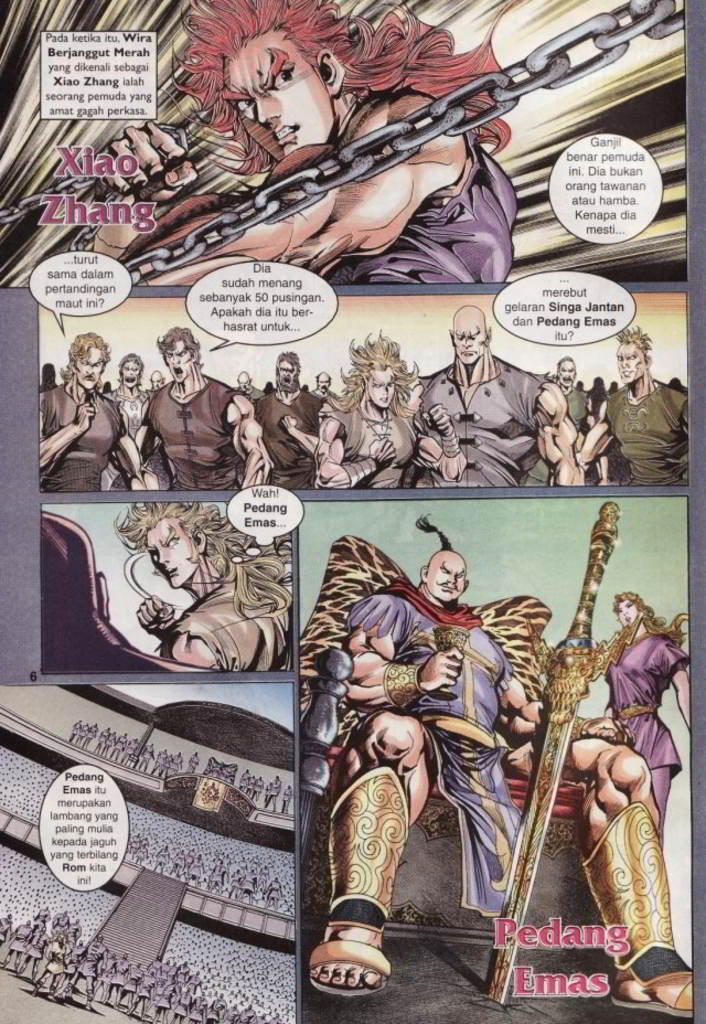 Pada ketika itu, Wira
Berjanggut Merah
yang dikenali sebagai
Xiao Zhang ialah
seorang pemuda yang
amat gagah perkasa.
Xiao
Zhang
Ganjil
benar pemuda
ini. Dia bukan
orang tawanan
atau hamba.
Kenapa dia
mesti...
...turut
sama dalam
pertandingan
maut ini?
Dia
sudah menang
sebanyak 50 pusingan.
Apakah dia itu ber-
hasrat untuk...
...
merebut
gelaran Singa Jantan
dan Pedang Emas
itu?
Wah!
Pedang
Emas...
6
Pedang
Emas itu
merupakan
lambang yang
paling mulia
kepada jaguh
yang terbilang
Rom kita
ini!
Pedang
Emas